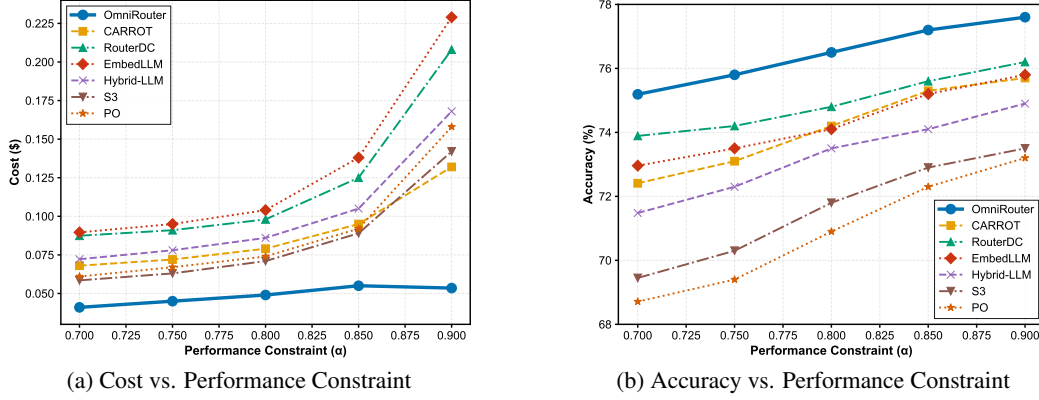 OmniRouter
CARROT
RouterDC
EmbedLLM
Hybrid-LLM
S3
PO
0.225
0.200
0.175
0.150
0.125
0.100
0.075
0.050
Cost ($)
0.700 0.725 0.750 0.775 0.800 0.825 0.850 0.875 0.900
Performance Constraint (α)
(a) Cost vs. Performance Constraint
78
76
74
72
70
68
Accuracy (%)
OmniRouter
CARROT
RouterDC
EmbedLLM
Hybrid-LLM
S3
PO
0.700 0.725 0.750 0.775 0.800 0.825 0.850 0.875 0.900
Performance Constraint (α)
(b) Accuracy vs. Performance Constraint